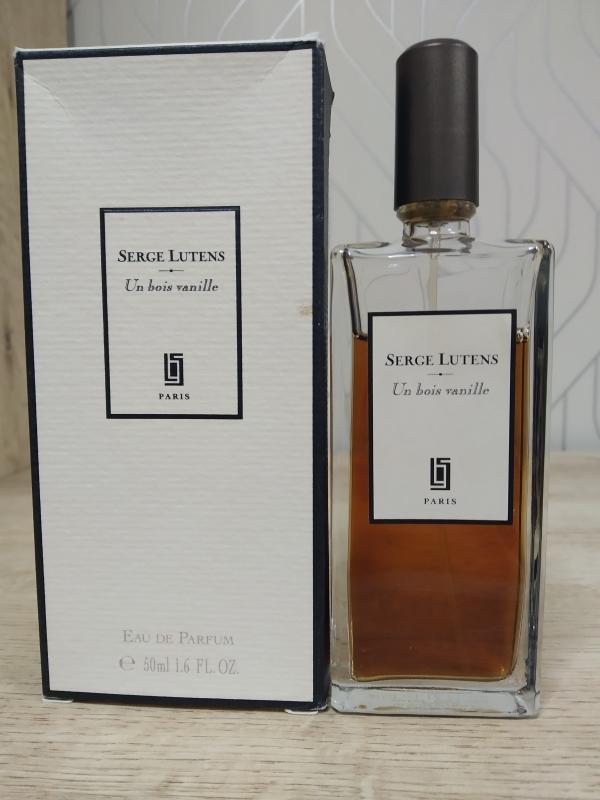 SERGE LUTENS
Un bois vanille
PARIS
EAU DE PARFUM
℮ 50ml 1.6 FL. OZ.
SERGE LUTENS
Un bois vanille
PARIS